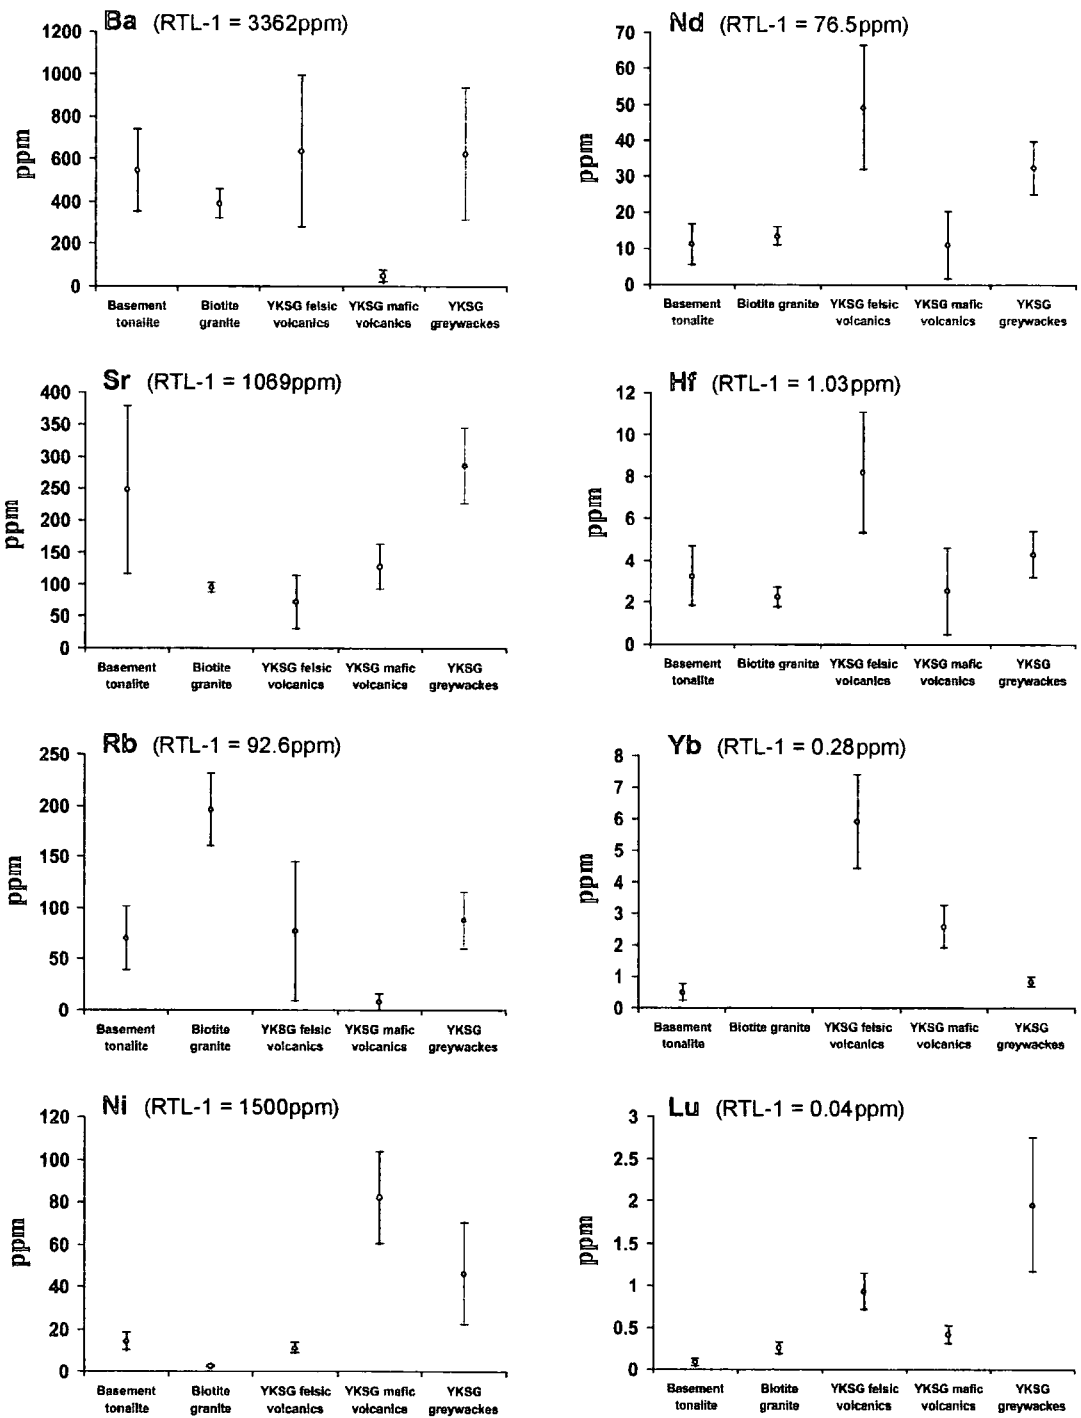 Ba (RTL-1 = 3362ppm)
1200
1000
800
600
400
200
0
ppm
Basement tonalite
Biotite granite
YKSG felsic volcanics
YKSG mafic volcanics
YKSG greywackes
Nd (RTL-1 = 76.5ppm)
70
60
50
40
30
20
10
0
ppm
Basement tonalite
Biotite granite
YKSG felsic volcanics
YKSG mafic volcanics
YKSG greywackes
Sr (RTL-1 = 1069ppm)
400
350
300
250
200
150
100
50
0
ppm
Basement tonalite
Biotite granite
YKSG felsic volcanics
YKSG mafic volcanics
YKSG greywackes
Hf (RTL-1 = 1.03ppm)
12
10
8
6
4
2
0
ppm
Basement tonalite
Biotite granite
YKSG felsic volcanics
YKSG mafic volcanics
YKSG greywackes
Rb (RTL-1 = 92.6ppm)
250
200
150
100
50
0
ppm
Basement tonalite
Biotite granite
YKSG felsic volcanics
YKSG mafic volcanics
YKSG greywackes
Yb (RTL-1 = 0.28ppm)
8
7
6
5
4
3
2
1
0
ppm
Basement tonalite
Biotite granite
YKSG felsic volcanics
YKSG mafic volcanics
YKSG greywackes
Ni (RTL-1 = 1500ppm)
120
100
80
60
40
20
0
ppm
Basement tonalite
Biotite granite
YKSG felsic volcanics
YKSG mafic volcanics
YKSG greywackes
Lu (RTL-1 = 0.04ppm)
3
2.5
2
1.5
1
0.5
0
ppm
Basement tonalite
Biotite granite
YKSG felsic volcanics
YKSG mafic volcanics
YKSG greywackes